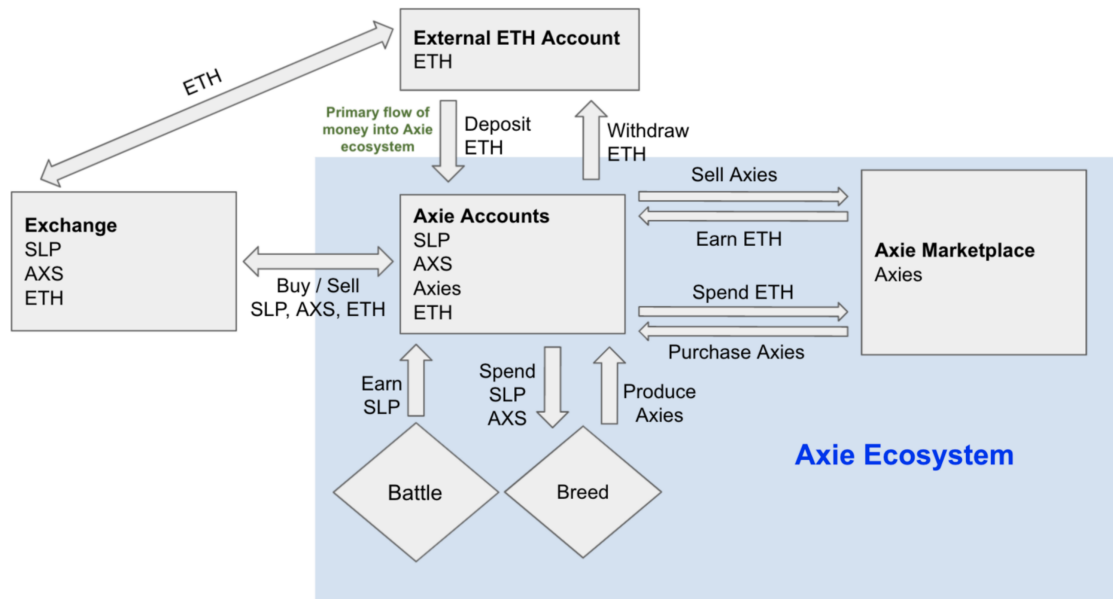 External ETH Account
ETH
ETH
Primary flow of
money into Axie
ecosystem
Deposit
ETH
Withdraw
ETH
Exchange
SLP
AXS
ETH
Buy / Sell
SLP, AXS, ETH
Axie Accounts
SLP
AXS
Axies
ETH
Sell Axies
Earn ETH
Spend ETH
Purchase Axies
Axie Marketplace
Axies
Earn
SLP
Spend
SLP
AXS
Produce
Axies
Battle
Breed
Axie Ecosystem